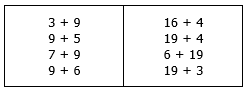 3 + 9
9 + 5
7 + 9
9 + 6
16 + 4
19 + 4
6 + 19
19 + 3